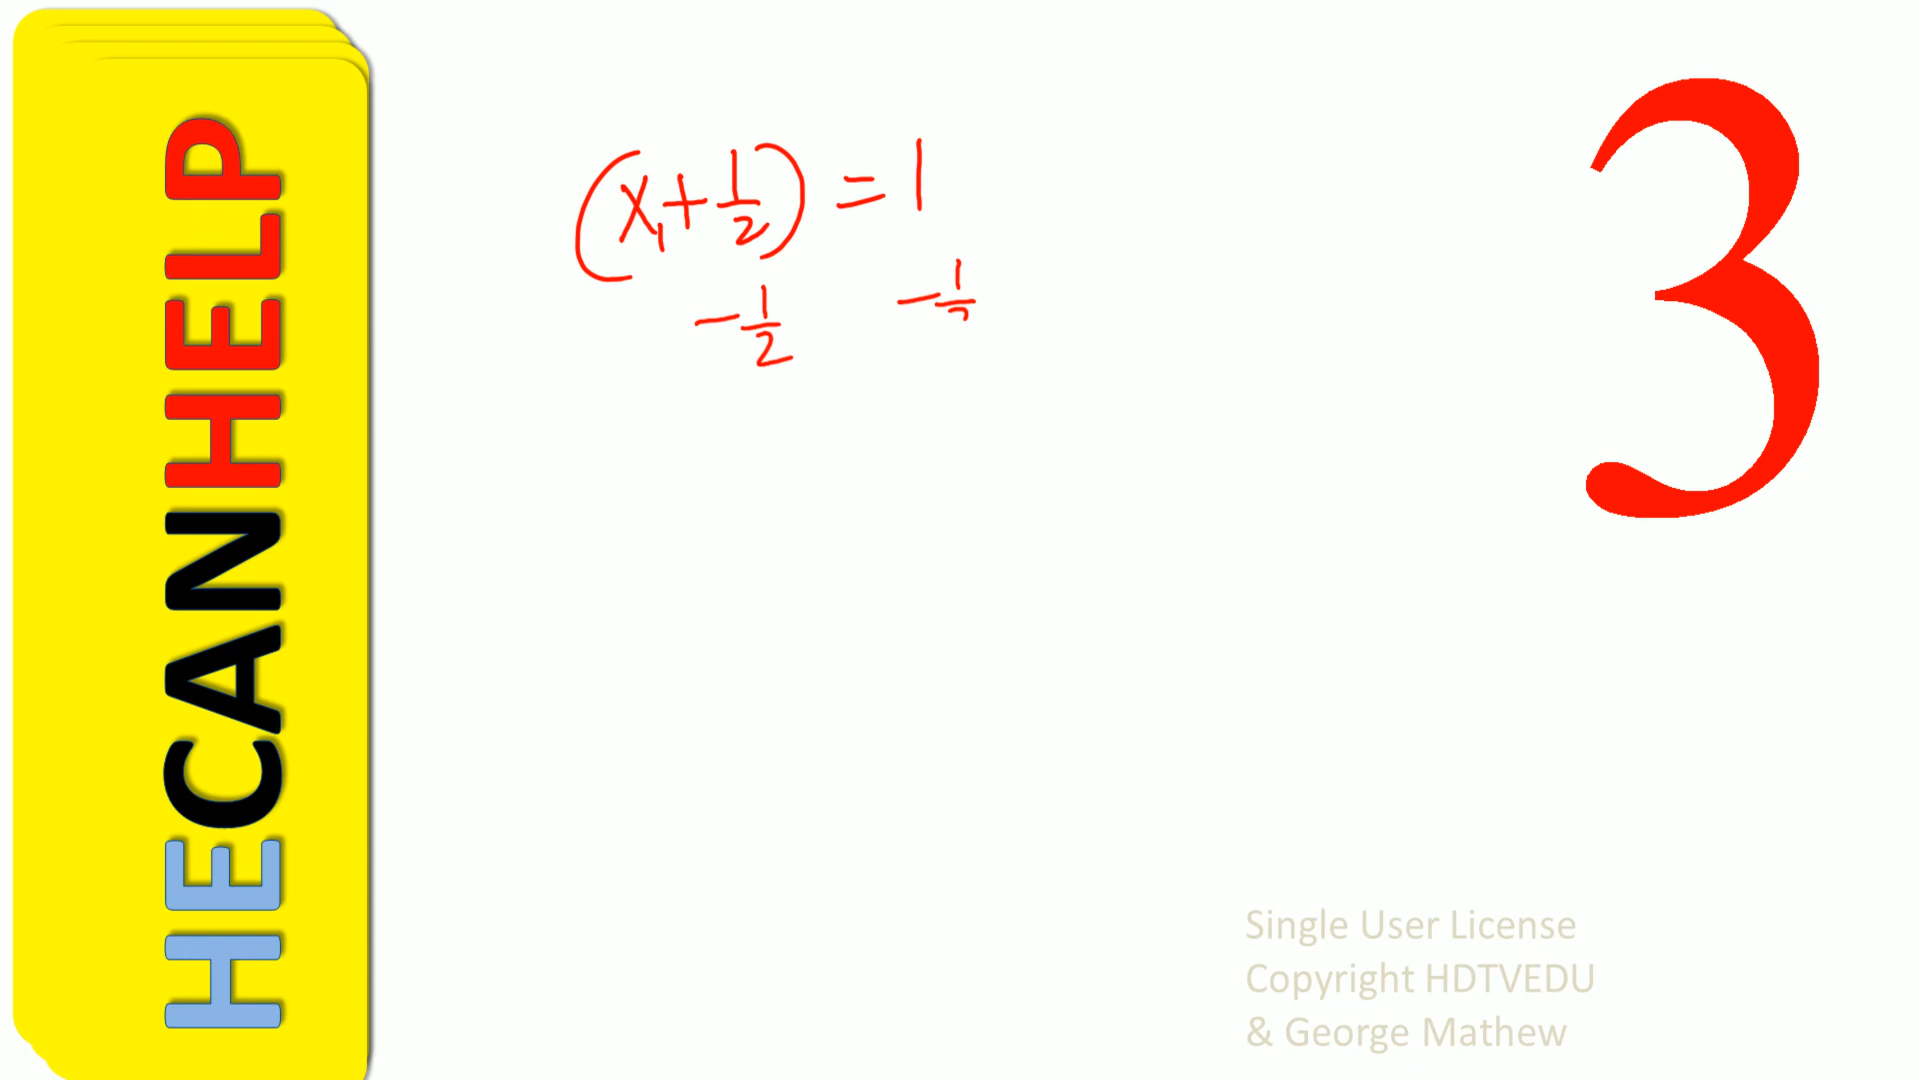 HECANHELP
(x₁ + 1/2) = 1
- 1/2 - 1/2
3
Single User License
Copyright HDTVEDU
& George Mathew